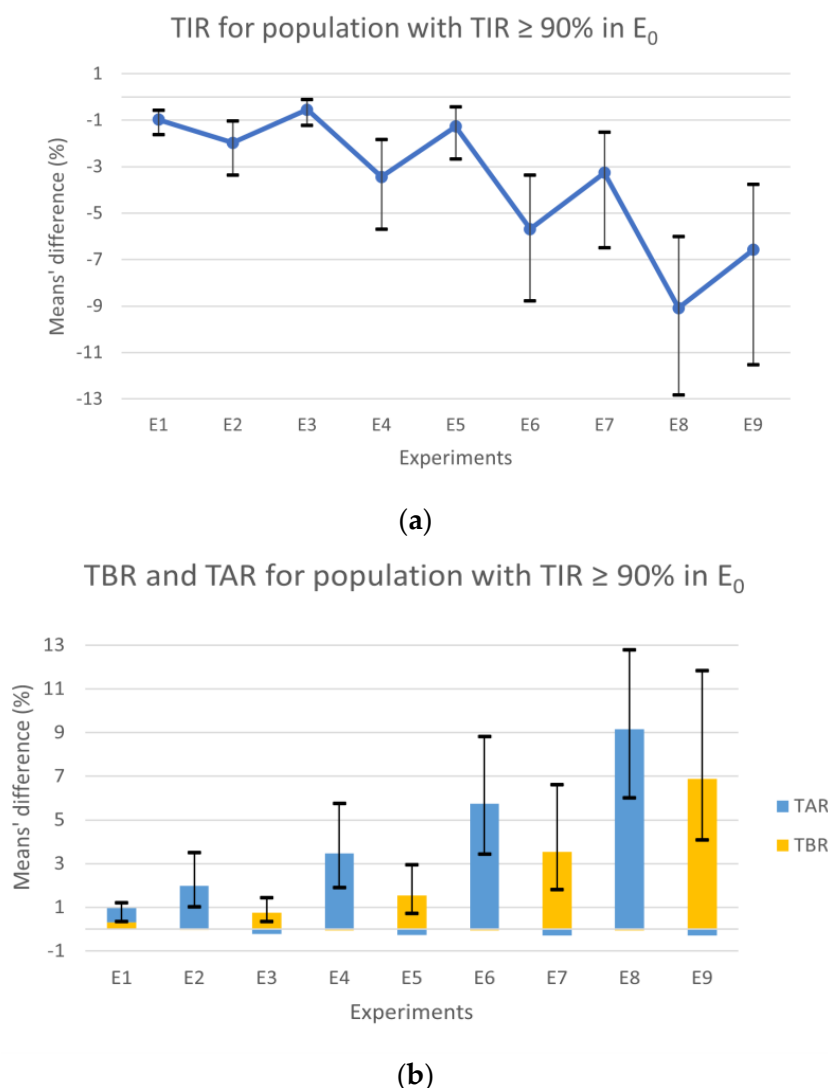 TIR for population with TIR ≥ 90% in E₀
1
-1
-3
-5
-7
-9
-11
-13
Means' difference (%)
E1 E2 E3 E4 E5 E6 E7 E8 E9
Experiments
(a)
TBR and TAR for population with TIR ≥ 90% in E₀
13
11
9
7
5
3
1
-1
Means' difference (%)
TAR
TBR
E1 E2 E3 E4 E5 E6 E7 E8 E9
Experiments
(b)